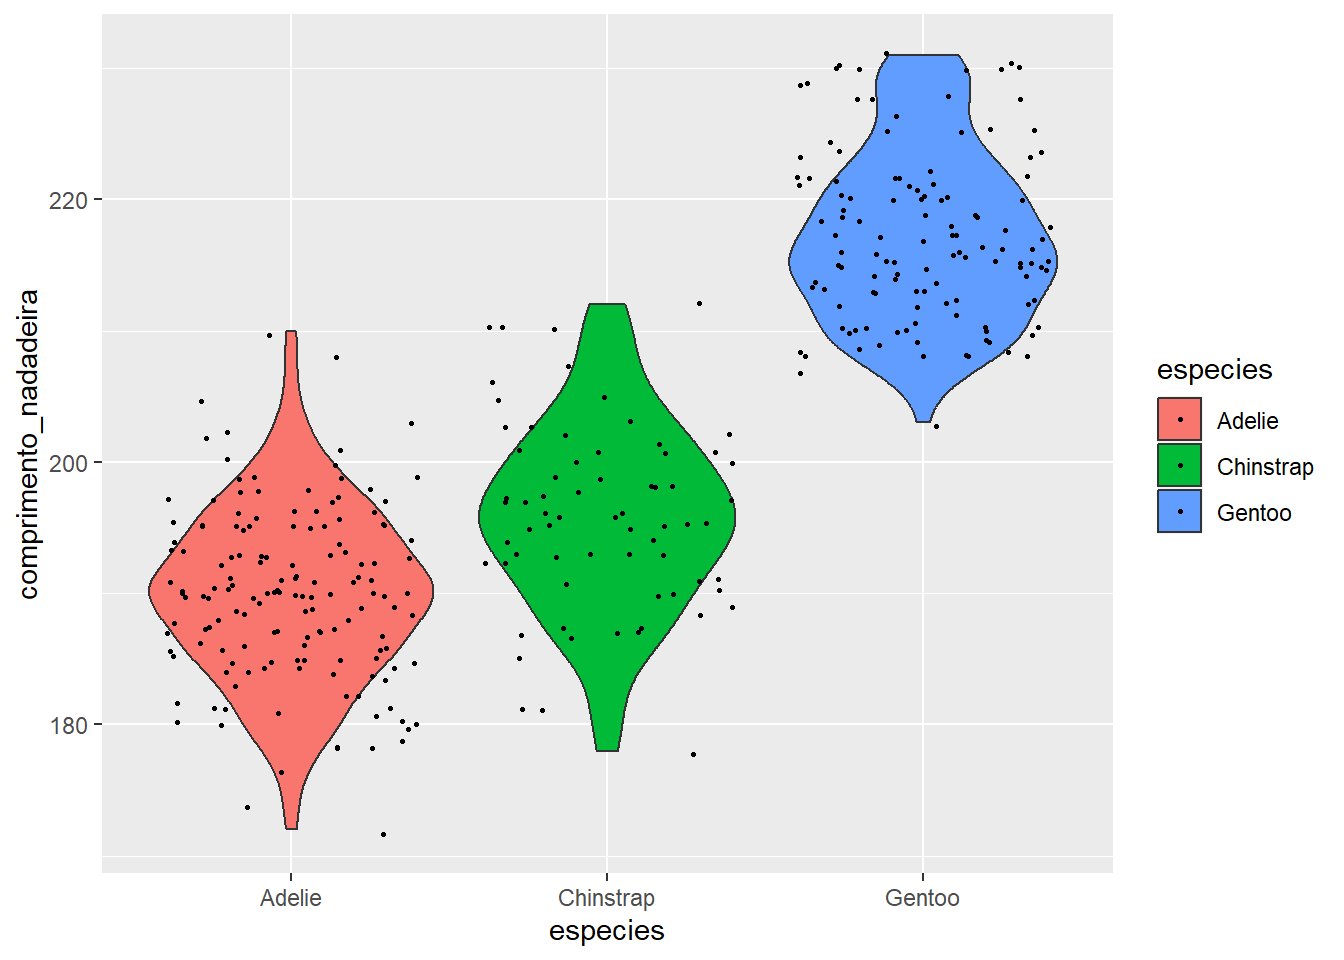 comprimento_nadadeira
220
200
180
Adelie
Chinstrap
Gentoo
especies
especies
Adelie
Chinstrap
Gentoo